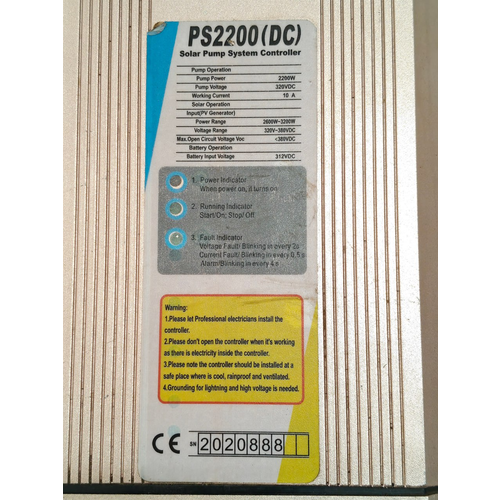 PS2200(DC)
Solar Pump System Controller
Pump Operation
Pump Power 2200W
Pump Voltage 320VDC
Working Current 10 A
Solar Operation
Input(PV Generator)
Power Range 2600W~3200W
Voltage Range 320V~380VDC
Max.Open Circuit Voltage Voc <380VDC
Battery Operation
Battery Input Voltage 312VDC
1. Power Indicator
When power on, it turns on
2. Running Indicator
Start/On; Stop/ Off
3. Fault Indicator
Voltage Fault/ Blinking in every 2s
Current Fault/ Blinking in every 0.5 s
Alarm/Blinking in every 4 s
Warning:
1.Please let Professional electricians install the
controller.
2.Please don't open the controller when it's working
as there is electricity inside the controller.
3.Please note the controller should be installed at a
safe place where is cool, rainproof and ventilated.
4.Grounding for lightning and high voltage is needed.
CE SN 2020888